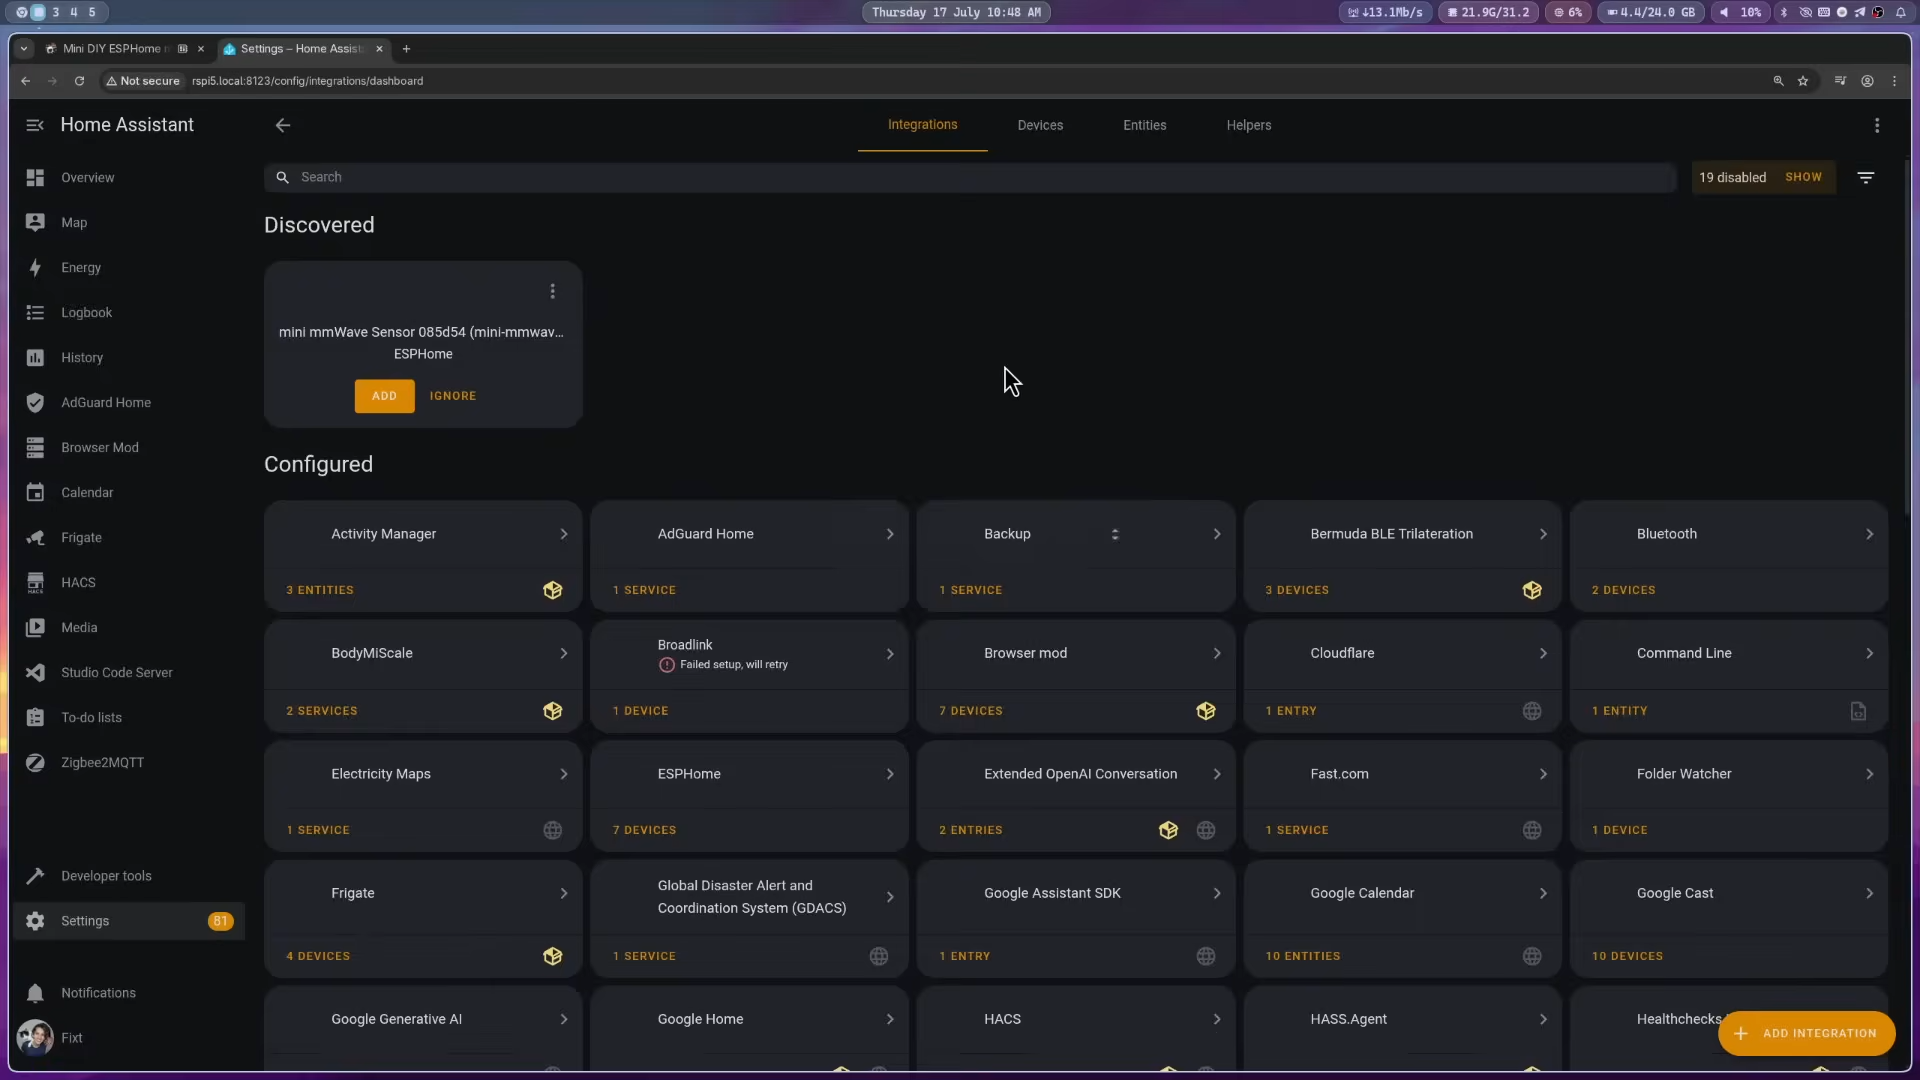 3 4 5
Thursday 17 July 10:48 AM
↓13.1Mb/s
21.9G/31.2
6%
4.4/24.0 GB
10%
Mini DIY ESPHome
Settings – Home Assist
Not secure
rspi5.local:8123/config/integrations/dashboard
Home Assistant
Integrations
Devices
Entities
Helpers
Overview
Map
Energy
Logbook
History
AdGuard Home
Browser Mod
Calendar
Frigate
HACS
HACS
Media
Studio Code Server
To-do lists
Zigbee2MQTT
Developer tools
Settings
81
Notifications
Fixt
Search
19 disabled
SHOW
Discovered
mini mmWave Sensor 085d54 (mini-mmwav...
ESPHome
ADD
IGNORE
Configured
Activity Manager
3 ENTITIES
AdGuard Home
1 SERVICE
Backup
1 SERVICE
Bermuda BLE Trilateration
3 DEVICES
Bluetooth
2 DEVICES
BodyMiScale
2 SERVICES
Broadlink
Failed setup, will retry
1 DEVICE
Browser mod
7 DEVICES
Cloudflare
1 ENTRY
Command Line
1 ENTITY
Electricity Maps
1 SERVICE
ESPHome
7 DEVICES
Extended OpenAI Conversation
2 ENTRIES
Fast.com
1 SERVICE
Folder Watcher
1 DEVICE
Frigate
4 DEVICES
Global Disaster Alert and
Coordination System (GDACS)
1 SERVICE
Google Assistant SDK
1 ENTRY
Google Calendar
10 ENTITIES
Google Cast
10 DEVICES
Google Generative AI
Google Home
HACS
HASS.Agent
Healthchecks
ADD INTEGRATION